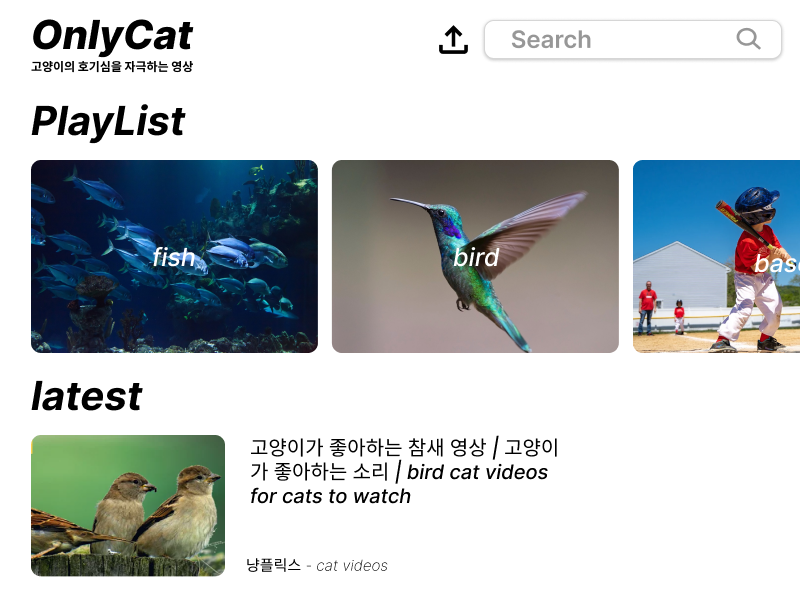 OnlyCat
고양이의 호기심을 자극하는 영상
Search
PlayList
fish
bird
base
latest
고양이가 좋아하는 참새 영상 | 고양이
가 좋아하는 소리 | bird cat videos
for cats to watch
냥플릭스 - cat videos